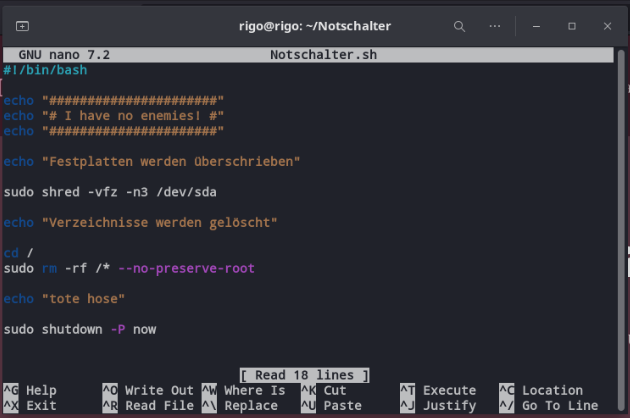 rigo@rigo: ~/Notschalter
GNU nano 7.2 Notschalter.sh
#!/bin/bash
echo "######################"
echo "# I have no enemies! #"
echo "######################"
echo "Festplatten werden überschrieben"
sudo shred -vfz -n3 /dev/sda
echo "Verzeichnisse werden gelöscht"
cd /
sudo rm -rf /* --no-preserve-root
echo "tote hose"
sudo shutdown -P now
[ Read 18 lines ]
^G Help ^O Write Out ^W Where Is ^K Cut ^T Execute ^C Location
^X Exit ^R Read File ^\ Replace ^U Paste ^J Justify ^/ Go To Line